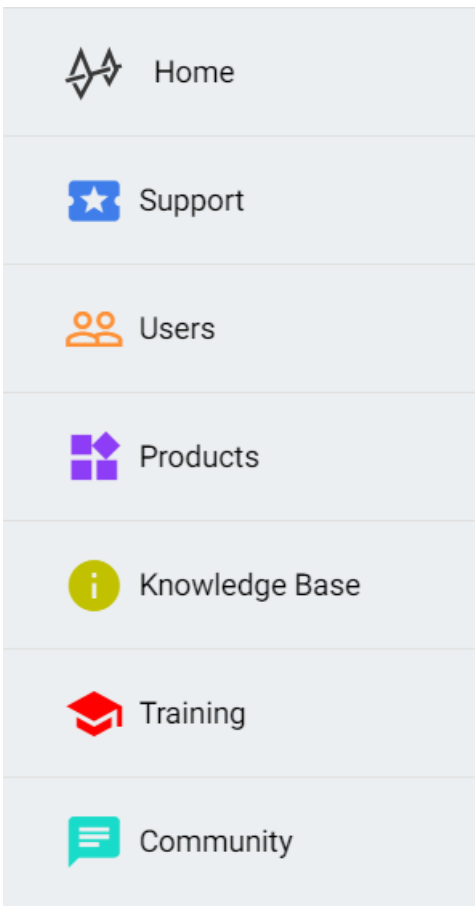 Home
Support
Users
Products
Knowledge Base
Training
Community